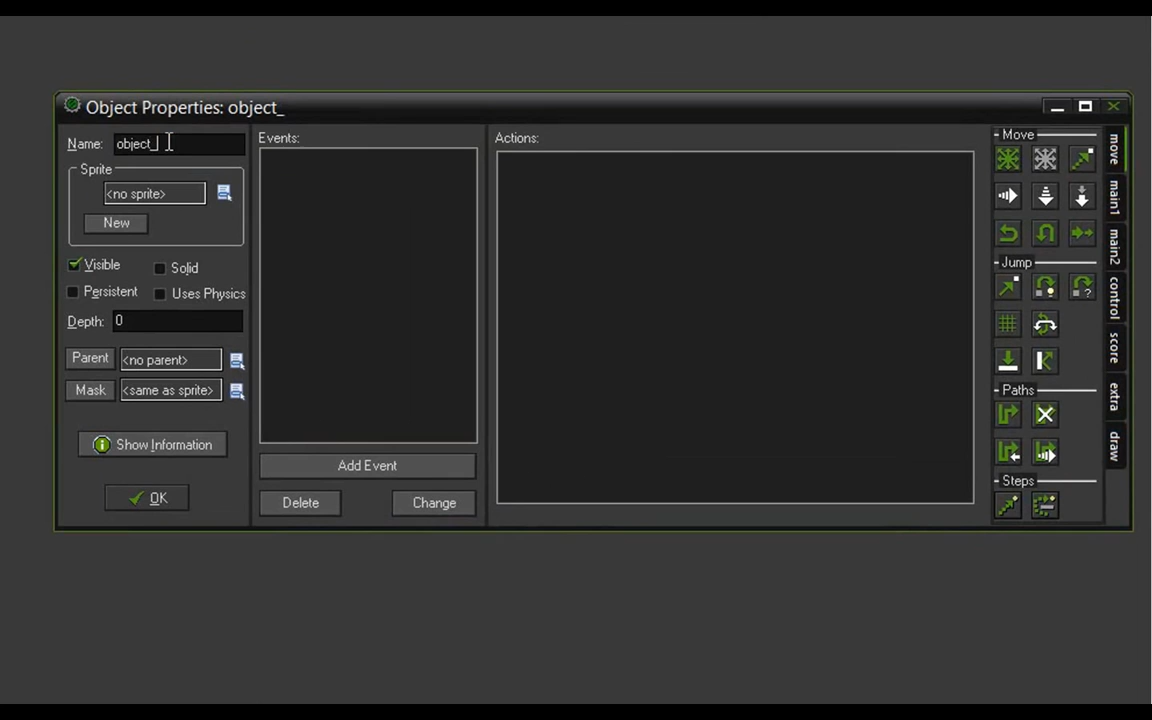 Object Properties: object_
Name: object_
Events:
Actions:
Move
Sprite
<no sprite>
New
Visible
Solid
Persistent
Uses Physics
Depth: 0
Parent
<no parent>
Mask
<same as sprite>
Show Information
OK
Add Event
Delete
Change
Jump
Paths
Steps
move
main1
main2
control
score
extra
draw